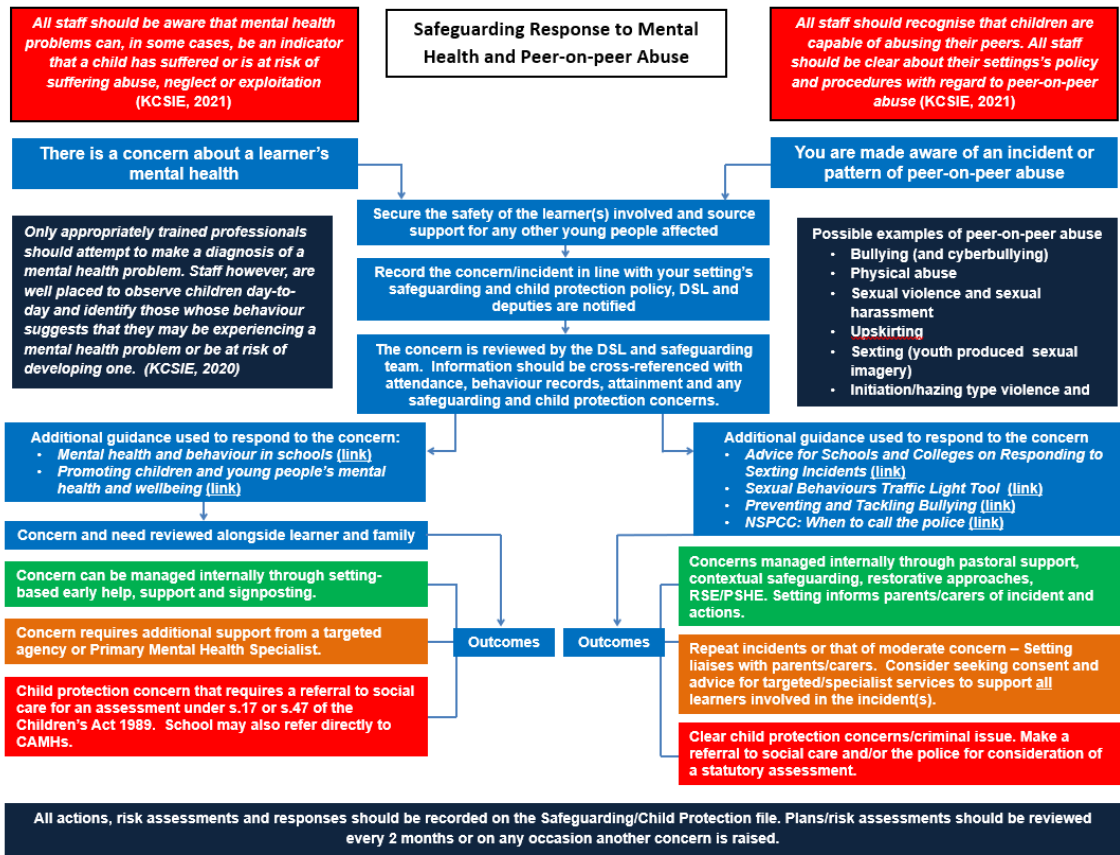 All staff should be aware that mental health
problems can, in some cases, be an indicator
that a child has suffered or is at risk of
suffering abuse, neglect or exploitation
(KCSIE, 2021)
Safeguarding Response to Mental
Health and Peer-on-peer Abuse
All staff should recognise that children are
capable of abusing their peers. All staff
should be clear about their settings's policy
and procedures with regard to peer-on-peer
abuse (KCSIE, 2021)
There is a concern about a learner's
mental health
You are made aware of an incident or
pattern of peer-on-peer abuse
Secure the safety of the learner(s) involved and source
support for any other young people affected
Only appropriately trained professionals
should attempt to make a diagnosis of a
mental health problem. Staff however, are
well placed to observe children day-to-
day and identify those whose behaviour
suggests that they may be experiencing a
mental health problem or be at risk of
developing one. (KCSIE, 2020)
Record the concern/incident in line with your setting's
safeguarding and child protection policy, DSL and
deputies are notified
Possible examples of peer-on-peer abuse
• Bullying (and cyberbullying)
• Physical abuse
• Sexual violence and sexual
harassment
• Upskirting
• Sexting (youth produced sexual
imagery)
• Initiation/hazing type violence and
The concern is reviewed by the DSL and safeguarding
team. Information should be cross-referenced with
attendance, behaviour records, attainment and any
safeguarding and child protection concerns.
Additional guidance used to respond to the concern:
• Mental health and behaviour in schools (link)
• Promoting children and young people's mental
health and wellbeing (link)
Additional guidance used to respond to the concern
• Advice for Schools and Colleges on Responding to
Sexting Incidents (link)
• Sexual Behaviours Traffic Light Tool (link)
• Preventing and Tackling Bullying (link)
• NSPCC: When to call the police (link)
Concern and need reviewed alongside learner and family
Concern can be managed internally through setting-
based early help, support and signposting.
Concern requires additional support from a targeted
agency or Primary Mental Health Specialist.
Child protection concern that requires a referral to social
care for an assessment under s.17 or s.47 of the
Children's Act 1989. School may also refer directly to
CAMHs.
Outcomes
Outcomes
Concerns managed internally through pastoral support,
contextual safeguarding, restorative approaches,
RSE/PSHE. Setting informs parents/carers of incident and
actions.
Repeat incidents or that of moderate concern – Setting
liaises with parents/carers. Consider seeking consent and
advice for targeted/specialist services to support all
learners involved in the incident(s).
Clear child protection concerns/criminal issue. Make a
referral to social care and/or the police for consideration of
a statutory assessment.
All actions, risk assessments and responses should be recorded on the Safeguarding/Child Protection file. Plans/risk assessments should be reviewed
every 2 months or on any occasion another concern is raised.